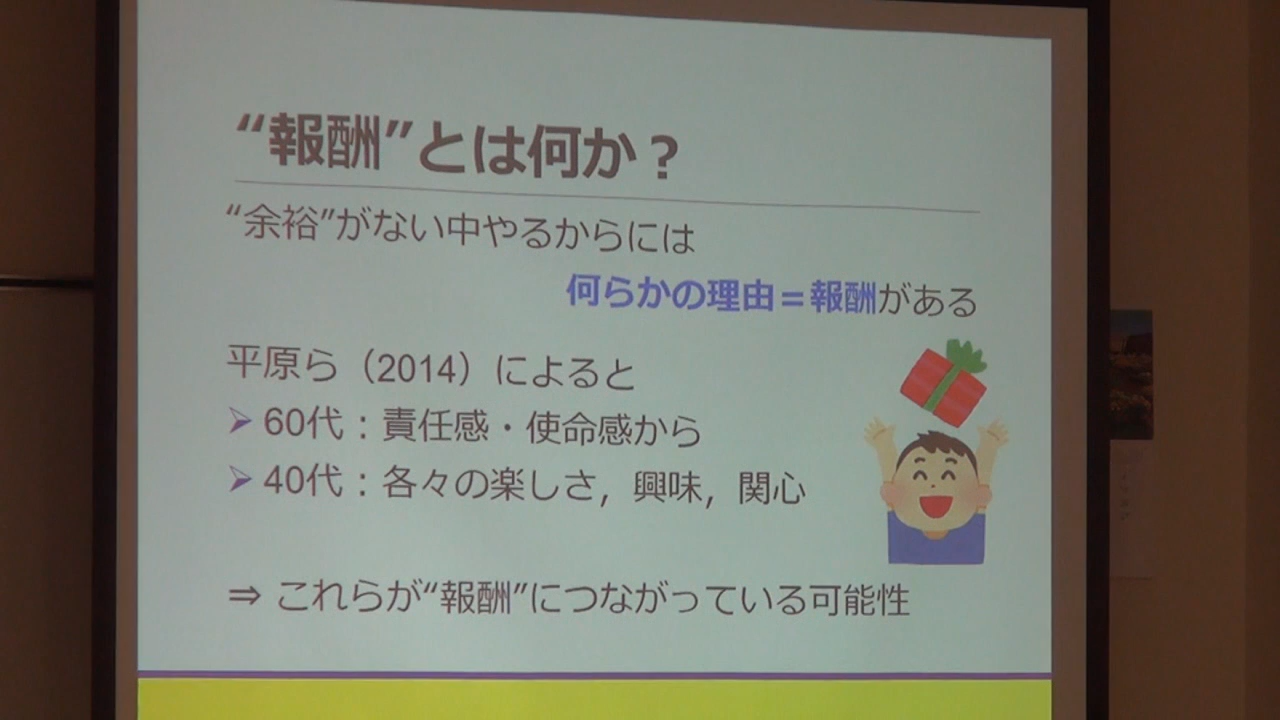 “報酬”とは何か？
“余裕”がない中やるからには
何らかの理由＝報酬がある
平原ら（2014）によると
➢ 60代：責任感・使命感から
➢ 40代：各々の楽しさ，興味，関心
⇒ これらが“報酬”につながっている可能性